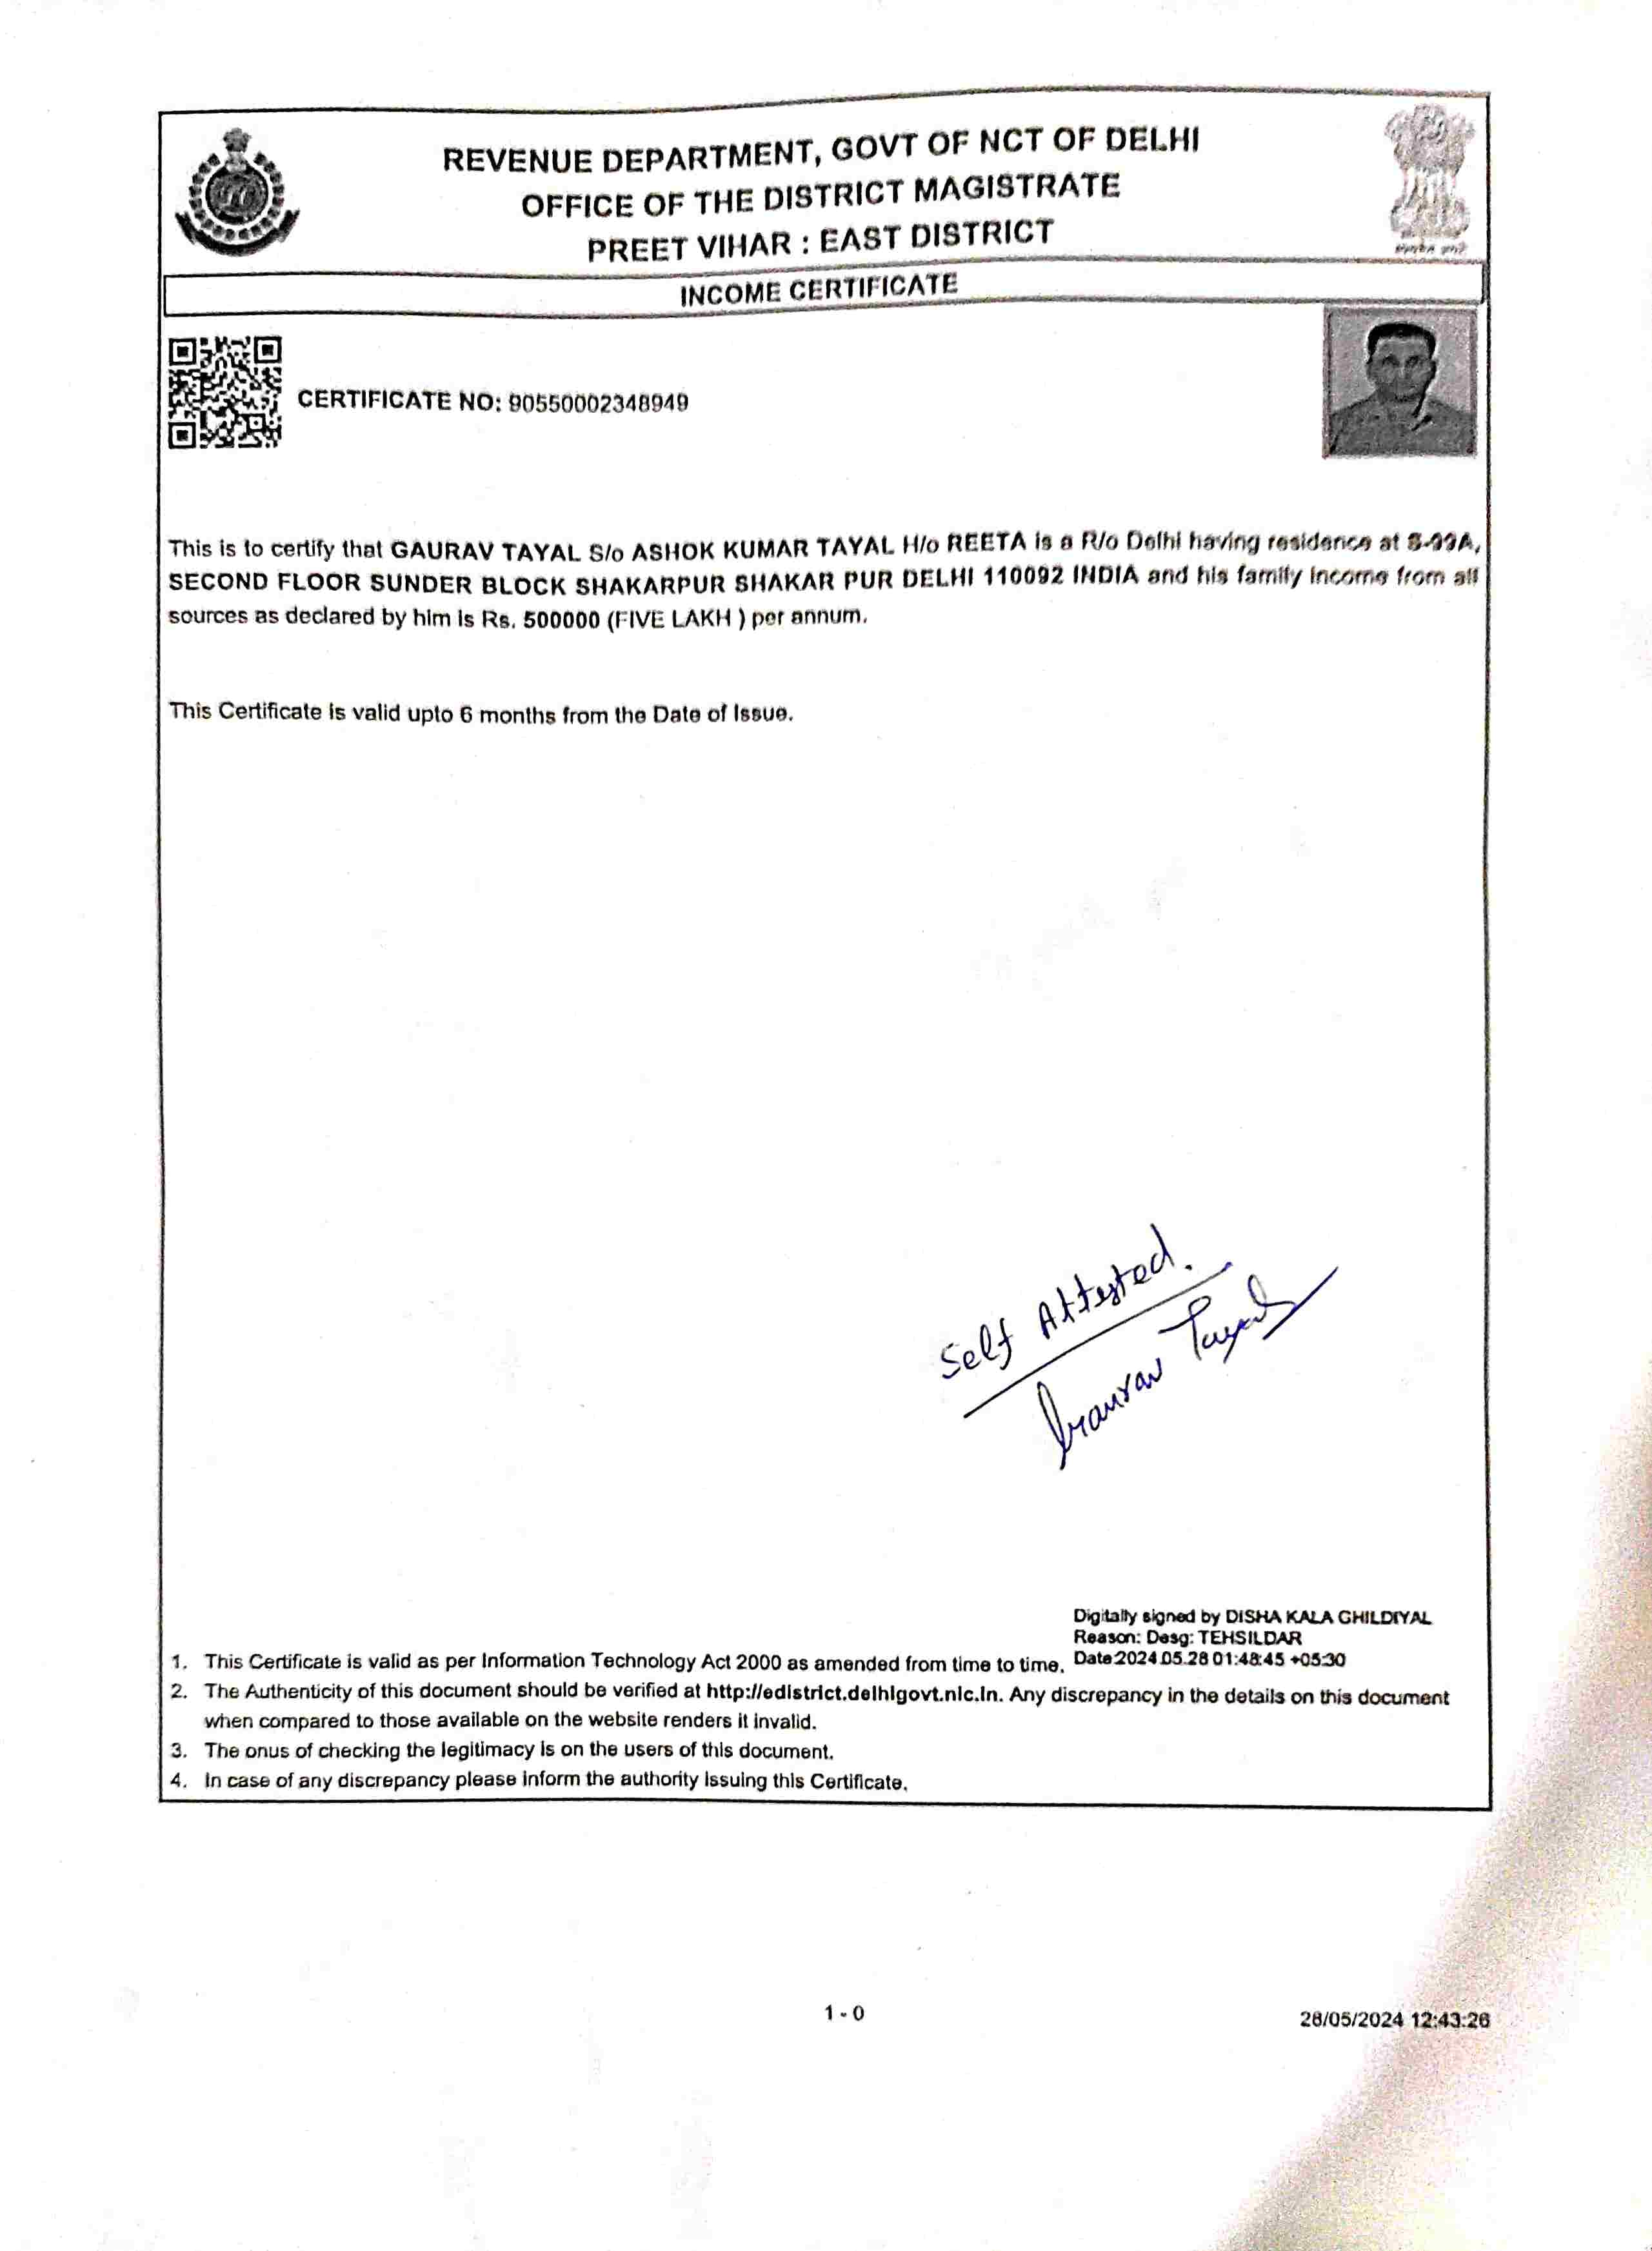 REVENUE DEPARTMENT, GOVT OF NCT OF DELHI
OFFICE OF THE DISTRICT MAGISTRATE
PREET VIHAR : EAST DISTRICT
INCOME CERTIFICATE
CERTIFICATE NO: 90550002348949
This is to certify that GAURAV TAYAL S/o ASHOK KUMAR TAYAL H/o REETA is a R/o Delhi having residence at
SECOND FLOOR SUNDER BLOCK SHAKARPUR SHAKAR PUR DELHI 110092 INDIA and his family income from all
sources as declared by him is Rs. 500000 (FIVE LAKH ) per annum.
This Certificate is valid upto 6 months from the Date of Issue.
Self Attested.
Gaurav Tayal
Digitally signed by DISHA KALA GHILDIYAL
Reason: Desg: TEHSILDAR
Date:2024.05.28 01:48:45 +05:30
1. This Certificate is valid as per Information Technology Act 2000 as amended from time to time.
2. The Authenticity of this document should be verified at http://edistrict.delhigovt.nic.in. Any discrepancy in the details on this document
when compared to those available on the website renders it invalid.
3. The onus of checking the legitimacy is on the users of this document.
4. In case of any discrepancy please inform the authority issuing this Certificate.
1 - 0
28/05/2024 12:43:26